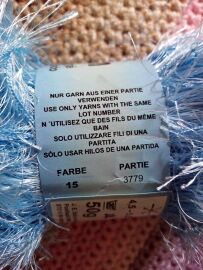 NUR GARN AUS EINER PARTIE
VERWENDEN
USE ONLY YARNS WITH THE SAME
LOT NUMBER
N´UTILISEZ QUE DES FILS DU MÊME
BAIN
SOLO UTILIZZARE FILI DI UNA
PARTITA
SÓLO USAR HILOS DE UNA PARTIDA
FARBE PARTIE
15 3779
50g